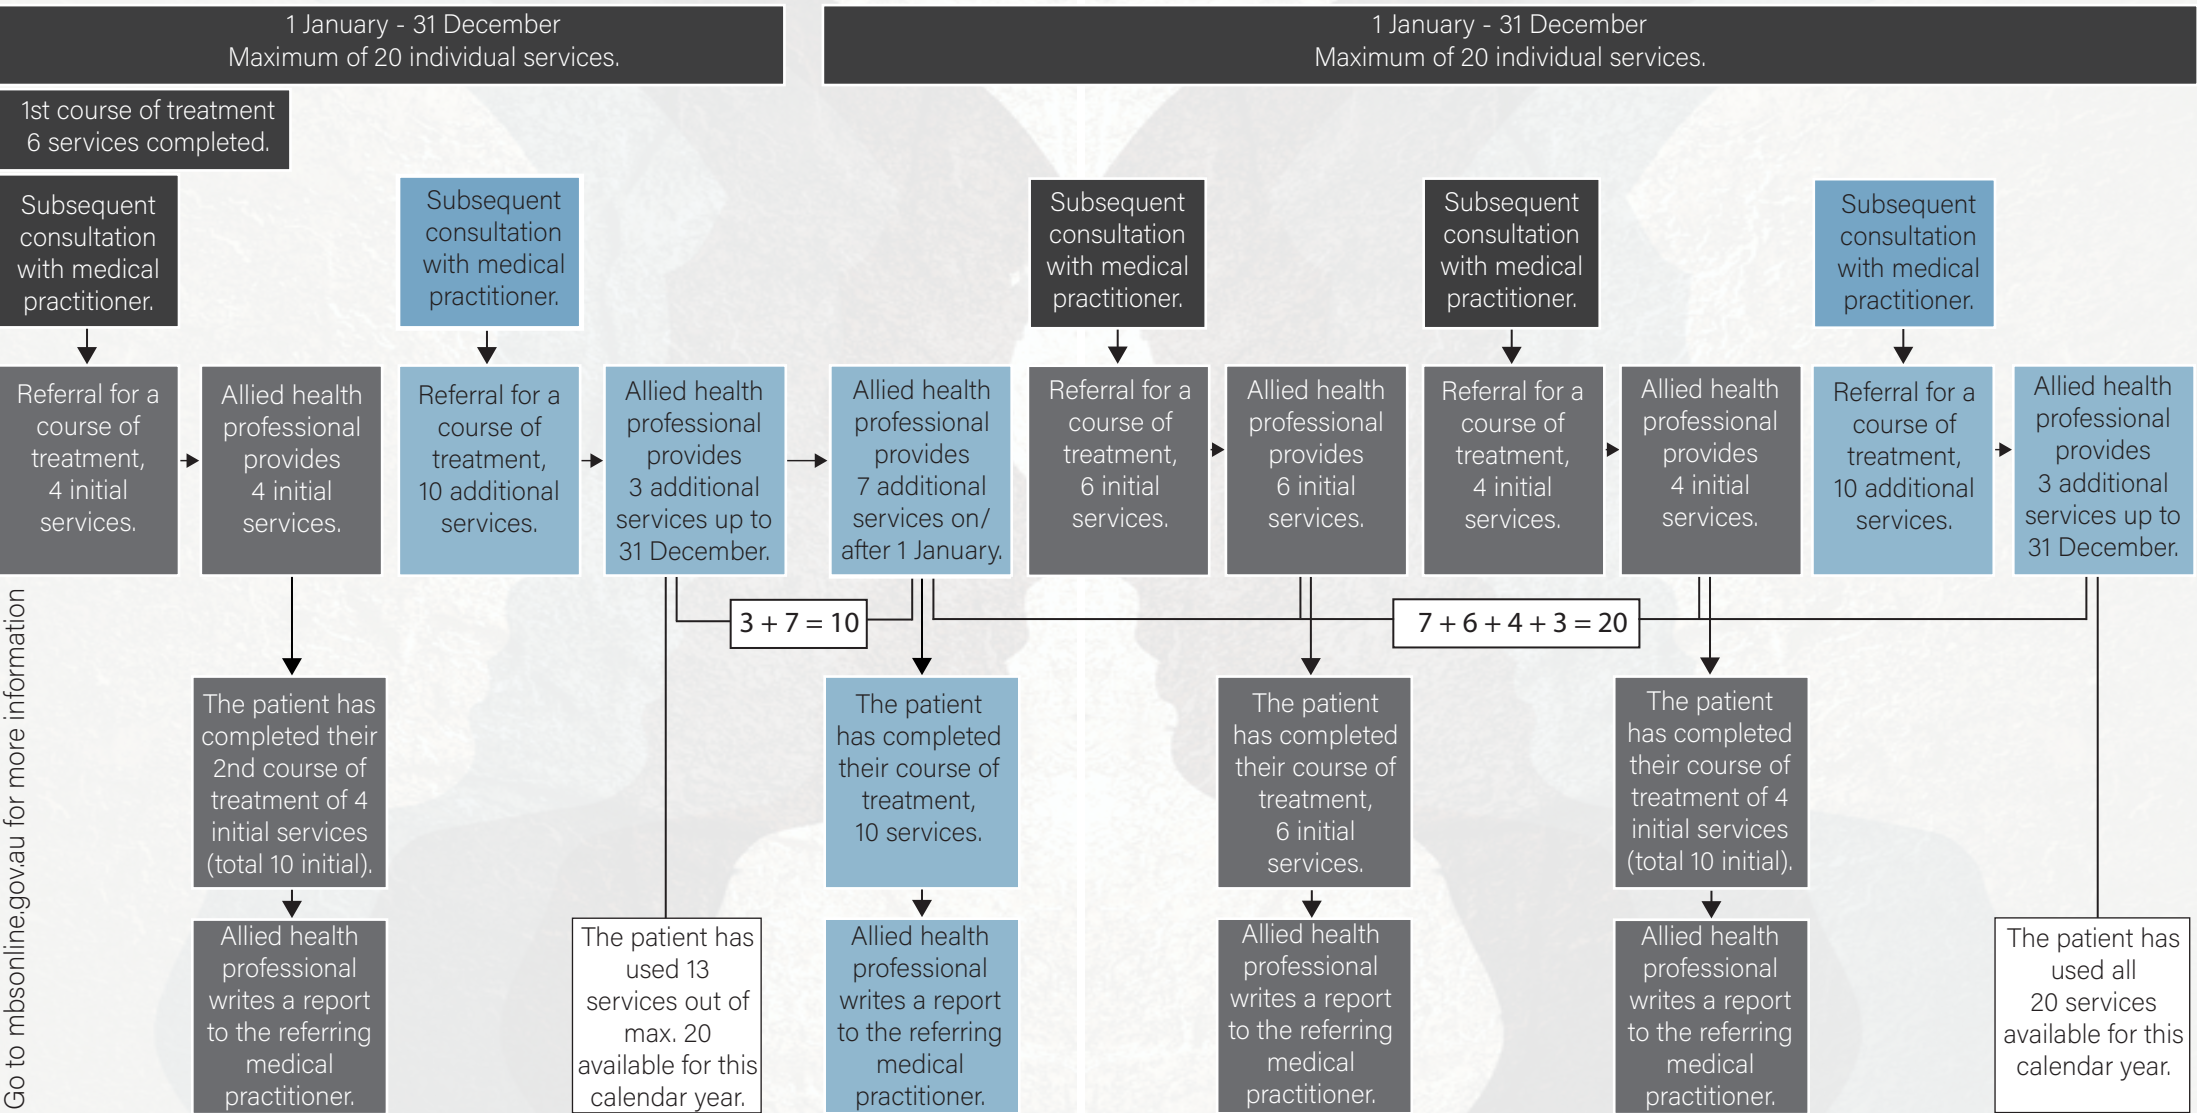 1 January - 31 December
Maximum of 20 individual services.
1 January - 31 December
Maximum of 20 individual services.
1st course of treatment
6 services completed.
Subsequent
consultation
with medical
practitioner.
Subsequent
consultation
with medical
practitioner.
Subsequent
consultation
with medical
practitioner.
Subsequent
consultation
with medical
practitioner.
Subsequent
consultation
with medical
practitioner.
Referral for a
course of
treatment,
4 initial
services.
Allied health
professional
provides
4 initial
services.
Referral for a
course of
treatment,
10 additional
services.
Allied health
professional
provides
3 additional
services up to
31 December.
Allied health
professional
provides
7 additional
services on/
after 1 January.
Referral for a
course of
treatment,
6 initial
services.
Allied health
professional
provides
6 initial
services.
Referral for a
course of
treatment,
4 initial
services.
Allied health
professional
provides
4 initial
services.
Referral for a
course of
treatment,
10 additional
services.
Allied health
professional
provides
3 additional
services up to
31 December.
3 + 7 = 10
7 + 6 + 4 + 3 = 20
The patient has
completed their
2nd course of
treatment of 4
initial services
(total 10 initial).
The patient
has completed
their course of
treatment,
10 services.
The patient
has completed
their course of
treatment,
6 initial
services.
The patient
has completed
their course of
treatment of 4
initial services
(total 10 initial).
Allied health
professional
writes a report
to the referring
medical
practitioner.
The patient has
used 13
services out of
max. 20
available for this
calendar year.
Allied health
professional
writes a report
to the referring
medical
practitioner.
Allied health
professional
writes a report
to the referring
medical
practitioner.
Allied health
professional
writes a report
to the referring
medical
practitioner.
The patient has
used all
20 services
available for this
calendar year.
Go to mbsonline.gov.au for more information